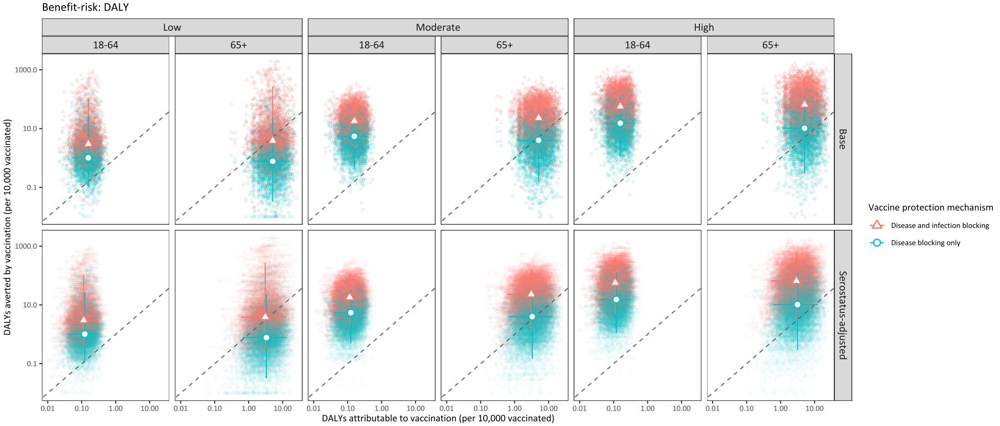 Benefit-risk: DALY
Low
Moderate
High
18-64
65+
18-64
65+
18-64
65+
1000.0
10.0
0.1
Base
1000.0
10.0
0.1
Serostatus-adjusted
DALYs averted by vaccination (per 10,000 vaccinated)
0.01 0.10 1.00 10.00
0.01 0.10 1.00 10.00
0.01 0.10 1.00 10.00
0.01 0.10 1.00 10.00
0.01 0.10 1.00 10.00
0.01 0.10 1.00 10.00
DALYs attributable to vaccination (per 10,000 vaccinated)
Vaccine protection mechanism
Disease and infection blocking
Disease blocking only